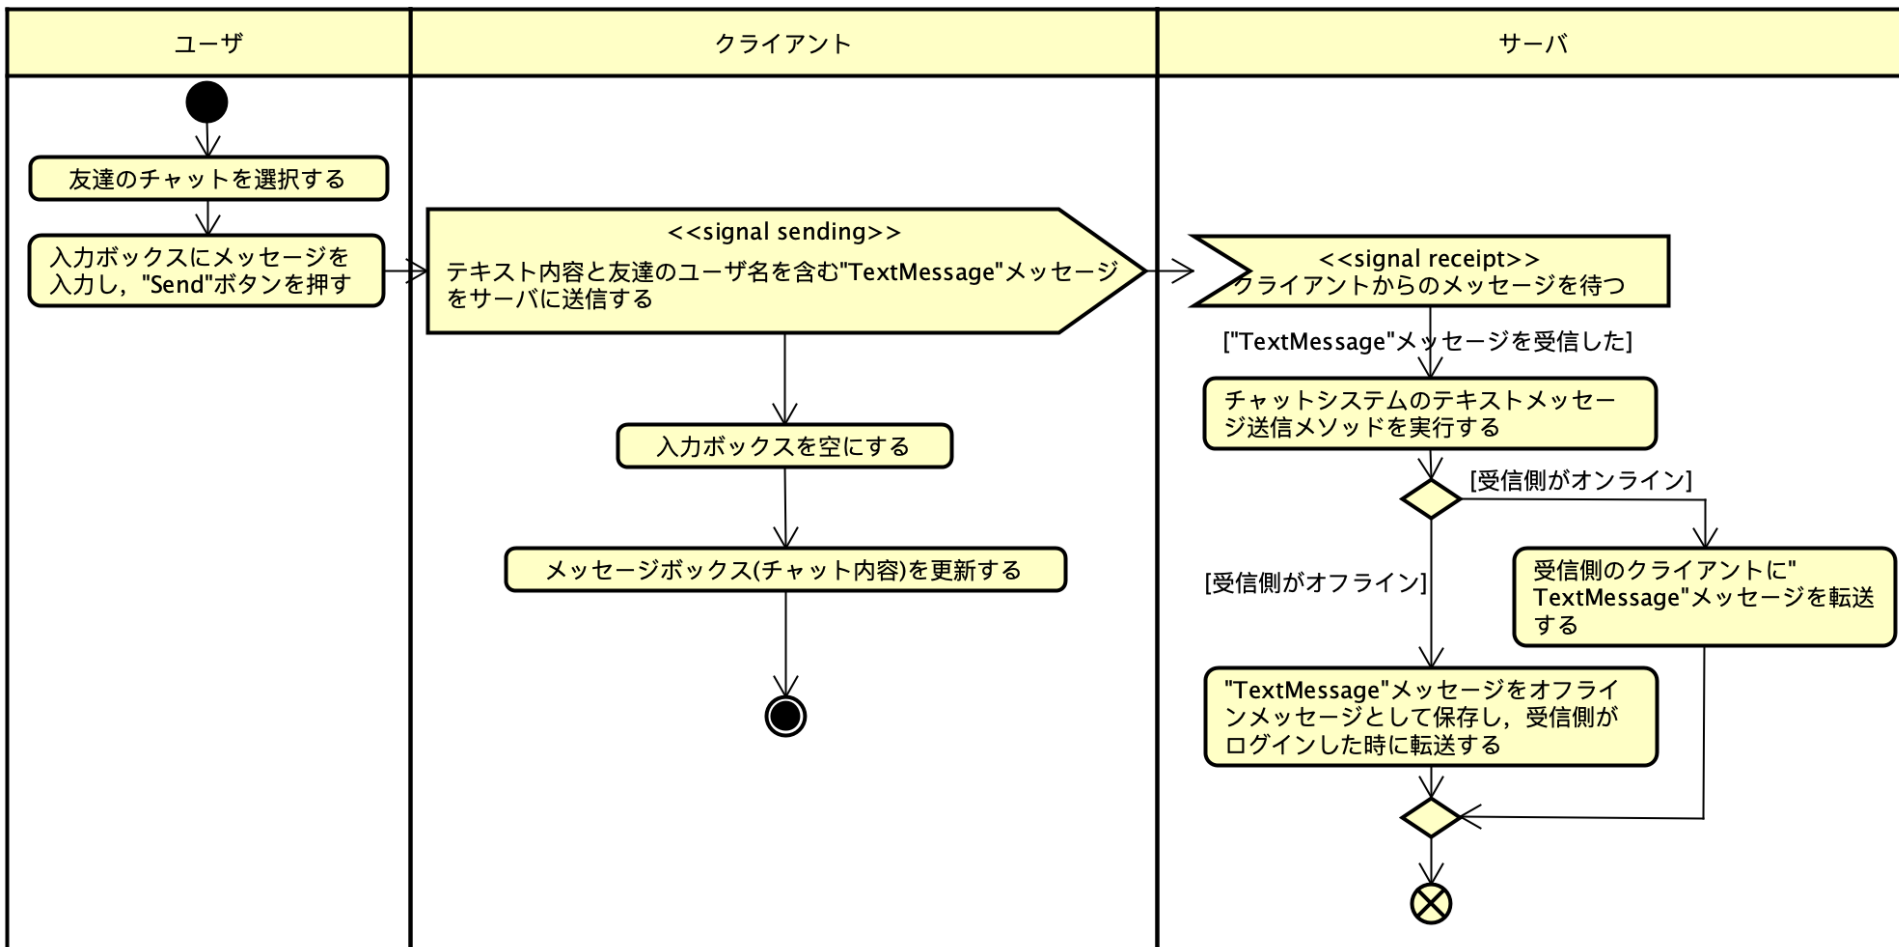 ユーザ
クライアント
サーバ
友達のチャットを選択する
入力ボックスにメッセージを
入力し，"Send"ボタンを押す
<<signal sending>>
テキスト内容と友達のユーザ名を含む"TextMessage"メッセージ
をサーバに送信する
入力ボックスを空にする
メッセージボックス(チャット内容)を更新する
<<signal receipt>>
クライアントからのメッセージを待つ
["TextMessage"メッセージを受信した]
チャットシステムのテキストメッセー
ジ送信メソッドを実行する
[受信側がオンライン]
[受信側がオフライン]
受信側のクライアントに"
TextMessage"メッセージを転送
する
"TextMessage"メッセージをオフライ
ンメッセージとして保存し，受信側が
ログインした時に転送する